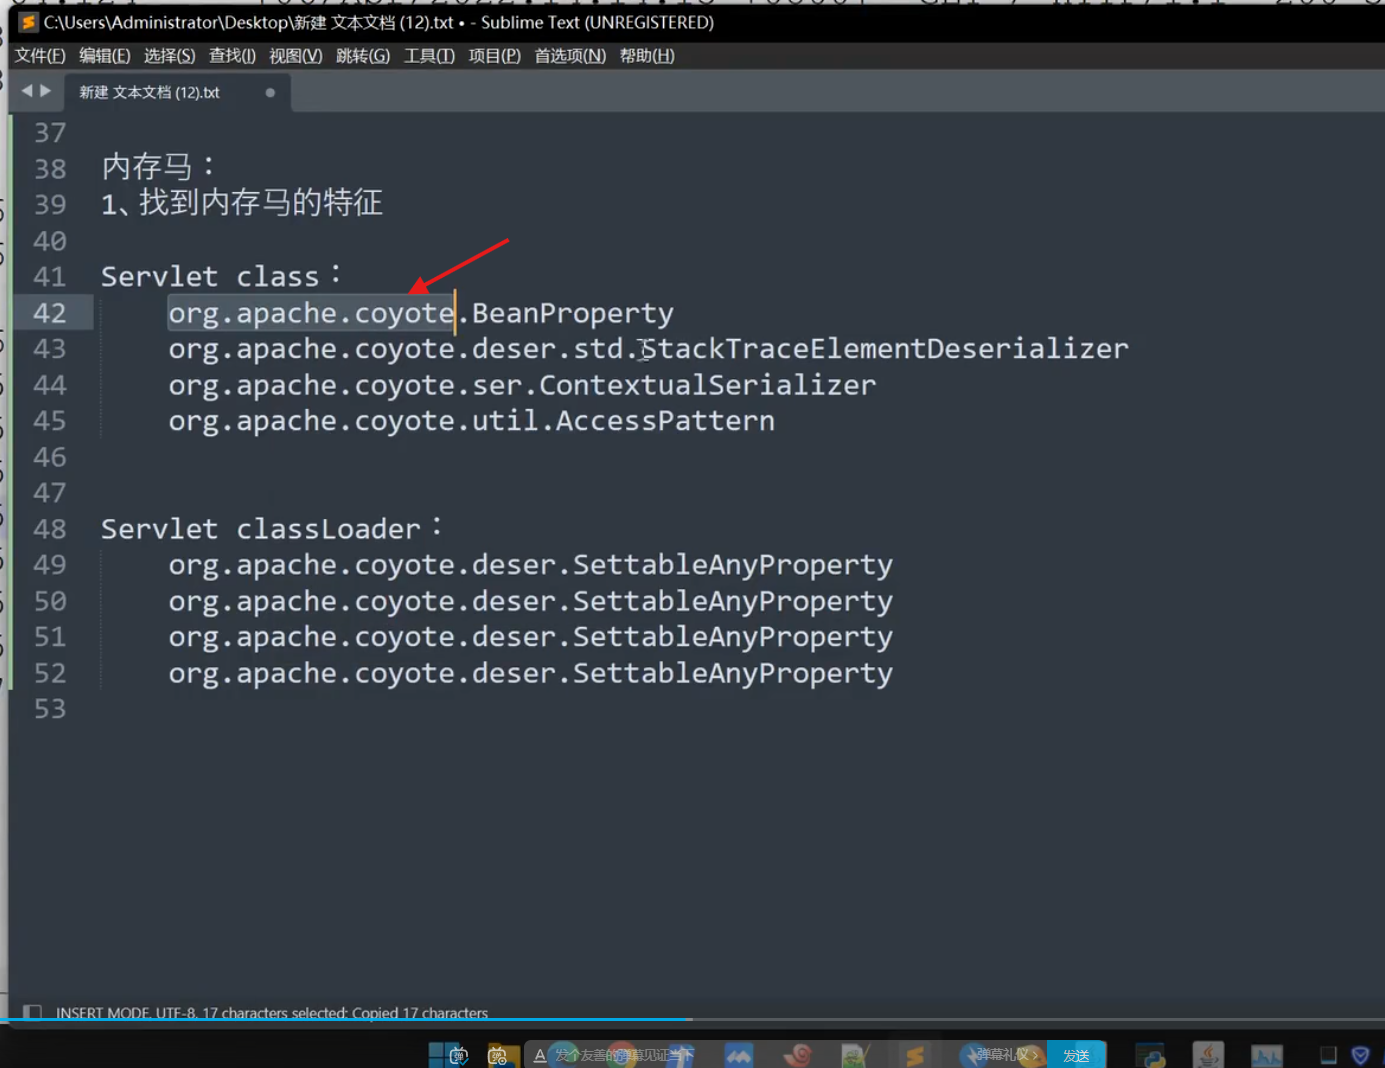 C:\Users\Administrator\Desktop\新建 文本文档 (12).txt • - Sublime Text (UNREGISTERED)
文件(F) 编辑(E) 选择(S) 查找(I) 视图(V) 跳转(G) 工具(T) 项目(P) 首选项(N) 帮助(H)
新建 文本文档 (12).txt
37
38 内存马：
39 1、找到内存马的特征
40
41 Servlet class：
42 org.apache.coyote.BeanProperty
43 org.apache.coyote.deser.std.StackTraceElementDeserializer
44 org.apache.coyote.ser.ContextualSerializer
45 org.apache.coyote.util.AccessPattern
46
47
48 Servlet classLoader：
49 org.apache.coyote.deser.SettableAnyProperty
50 org.apache.coyote.deser.SettableAnyProperty
51 org.apache.coyote.deser.SettableAnyProperty
52 org.apache.coyote.deser.SettableAnyProperty
53
INSERT MODE, UTF-8, 17 characters selected; Copied 17 characters
弹 弹 A 发个友善的弹幕见证当下 弹幕礼仪 > 发送